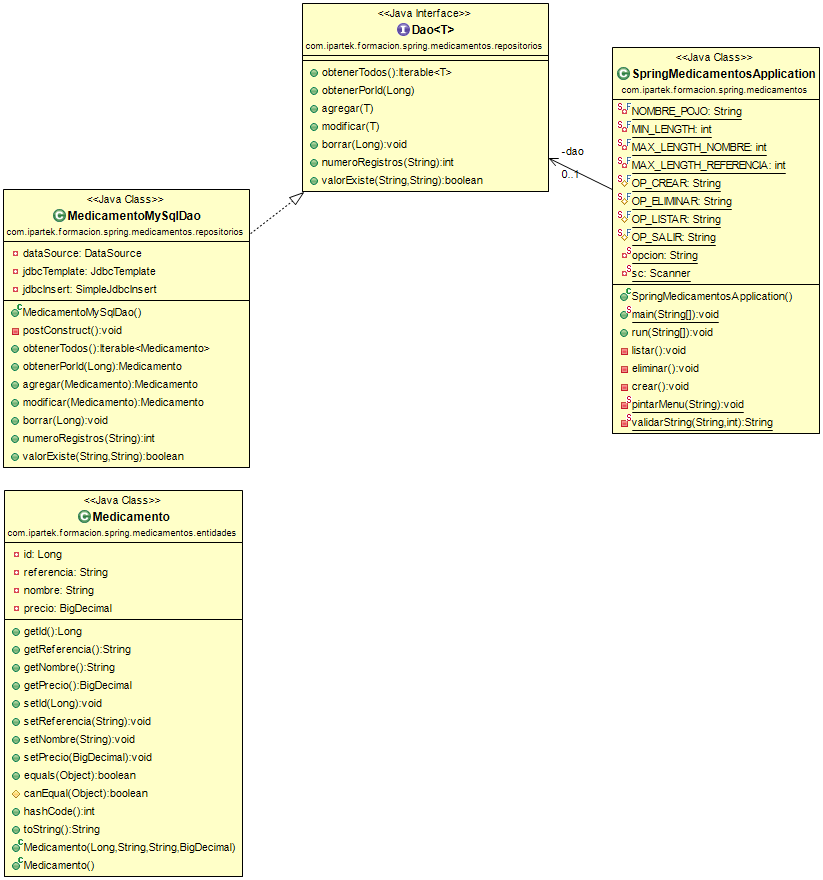 <<Java Interface>>
Dao<T>
com.ipartek.formacion.spring.medicamentos.repositorios
obtenerTodos():Iterable<T>
obtenerPorId(Long)
agregar(T)
modificar(T)
borrar(Long):void
numeroRegistros(String):int
valorExiste(String,String):boolean
-dao
0..1
<<Java Class>>
SpringMedicamentosApplication
com.ipartek.formacion.spring.medicamentos
NOMBRE_POJO: String
MIN_LENGTH: int
MAX_LENGTH_NOMBRE: int
MAX_LENGTH_REFERENCIA: int
OP_CREAR: String
OP_ELIMINAR: String
OP_LISTAR: String
OP_SALIR: String
opcion: String
sc: Scanner
SpringMedicamentosApplication()
main(String[]):void
run(String[]):void
listar():void
eliminar():void
crear():void
pintarMenu(String):void
validarString(String,int):String
<<Java Class>>
MedicamentoMySqlDao
com.ipartek.formacion.spring.medicamentos.repositorios
dataSource: DataSource
jdbcTemplate: JdbcTemplate
jdbcInsert: SimpleJdbcInsert
MedicamentoMySqlDao()
postConstruct():void
obtenerTodos():Iterable<Medicamento>
obtenerPorId(Long):Medicamento
agregar(Medicamento):Medicamento
modificar(Medicamento):Medicamento
borrar(Long):void
numeroRegistros(String):int
valorExiste(String,String):boolean
<<Java Class>>
Medicamento
com.ipartek.formacion.spring.medicamentos.entidades
id: Long
referencia: String
nombre: String
precio: BigDecimal
getId():Long
getReferencia():String
getNombre():String
getPrecio():BigDecimal
setId(Long):void
setReferencia(String):void
setNombre(String):void
setPrecio(BigDecimal):void
equals(Object):boolean
canEqual(Object):boolean
hashCode():int
toString():String
Medicamento(Long,String,String,BigDecimal)
Medicamento()